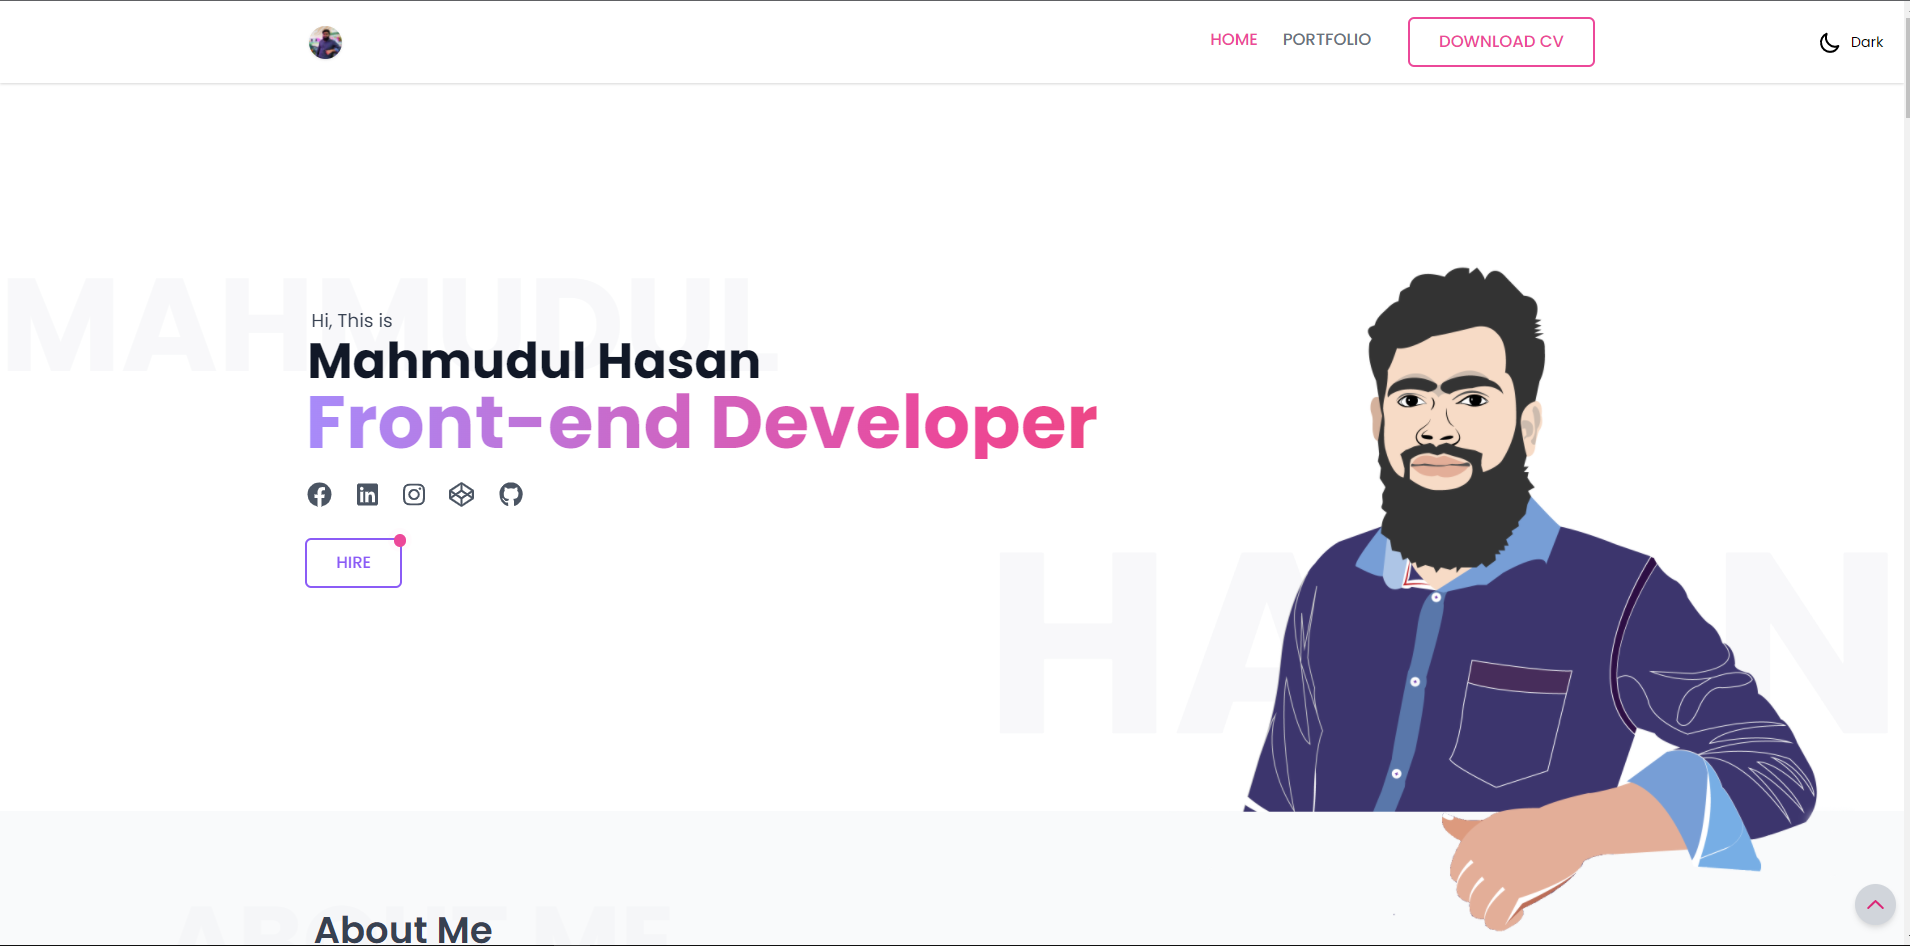 HOME PORTFOLIO DOWNLOAD CV Dark
MAHMUDUL
Hi, This is
Mahmudul Hasan
Front-end Developer
HIRE
HA N
ABOUT ME
About Me